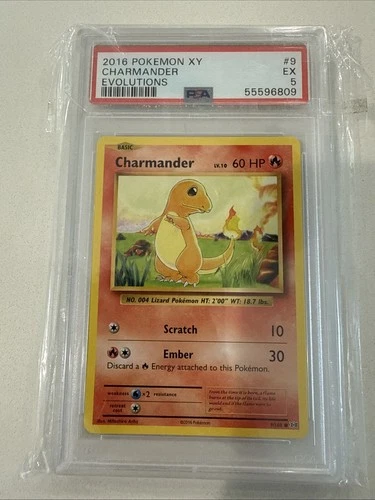 2016 POKEMON XY #9
CHARMANDER EX
EVOLUTIONS 5
PSA 55596809
BASIC
Charmander LV.10 60 HP
NO. 004 Lizard Pokémon HT: 2'00" WT: 18.7 lbs.
Scratch 10
Ember 30
Discard a Energy attached to this Pokémon.
weakness ×2 resistance
retreat cost
©2016 Pokémon